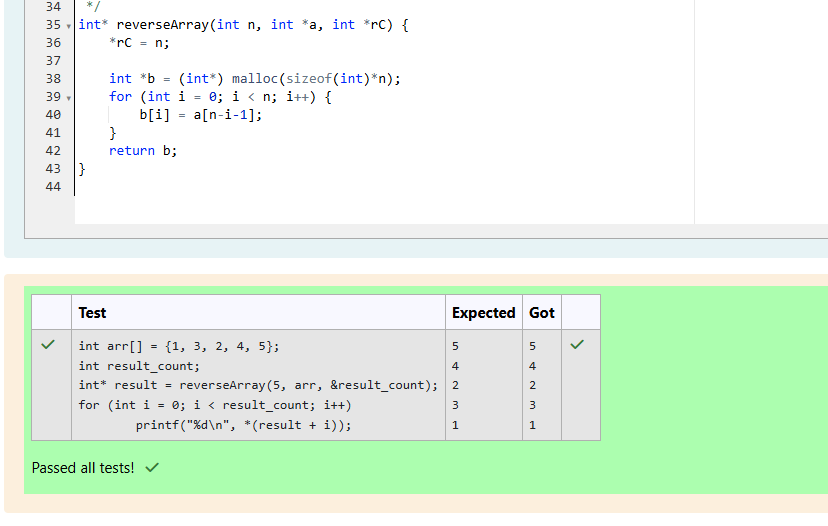 34 */
35 int* reverseArray(int n, int *a, int *rC) {
36 *rC = n;
37
38 int *b = (int*) malloc(sizeof(int)*n);
39 for (int i = 0; i < n; i++) {
40 b[i] = a[n-i-1];
41 }
42 return b;
43 }
44
Test Expected Got
int arr[] = {1, 3, 2, 4, 5}; 5 5
int result_count; 4 4
int* result = reverseArray(5, arr, &result_count); 2 2
for (int i = 0; i < result_count; i++) 3 3
printf("%d\n", *(result + i)); 1 1
Passed all tests!